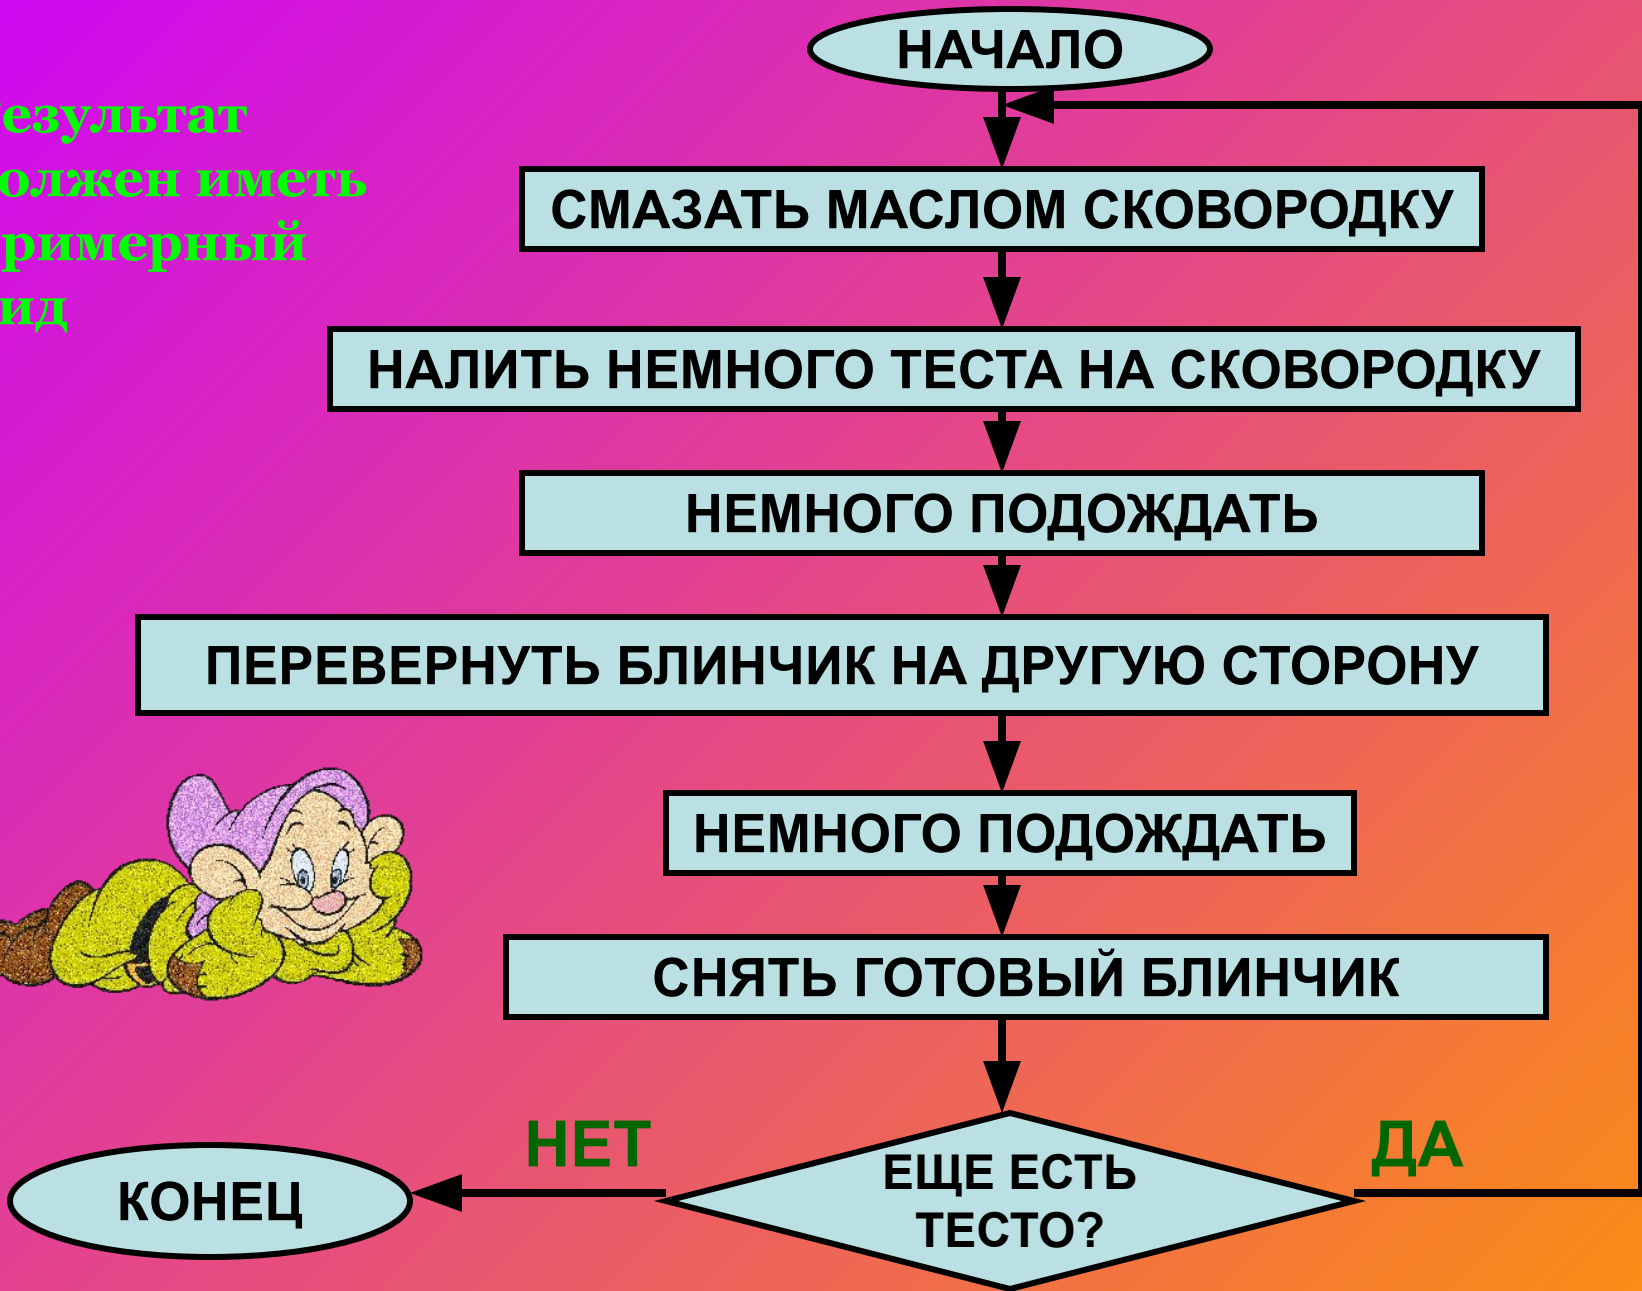 НАЧАЛО
езультат
олжен иметь
римерный
ид
СМАЗАТЬ МАСЛОМ СКОВОРОДКУ
НАЛИТЬ НЕМНОГО ТЕСТА НА СКОВОРОДКУ
НЕМНОГО ПОДОЖДАТЬ
ПЕРЕВЕРНУТЬ БЛИНЧИК НА ДРУГУЮ СТОРОНУ
НЕМНОГО ПОДОЖДАТЬ
СНЯТЬ ГОТОВЫЙ БЛИНЧИК
НЕТ
ДА
ЕЩЕ ЕСТЬ
ТЕСТО?
КОНЕЦ